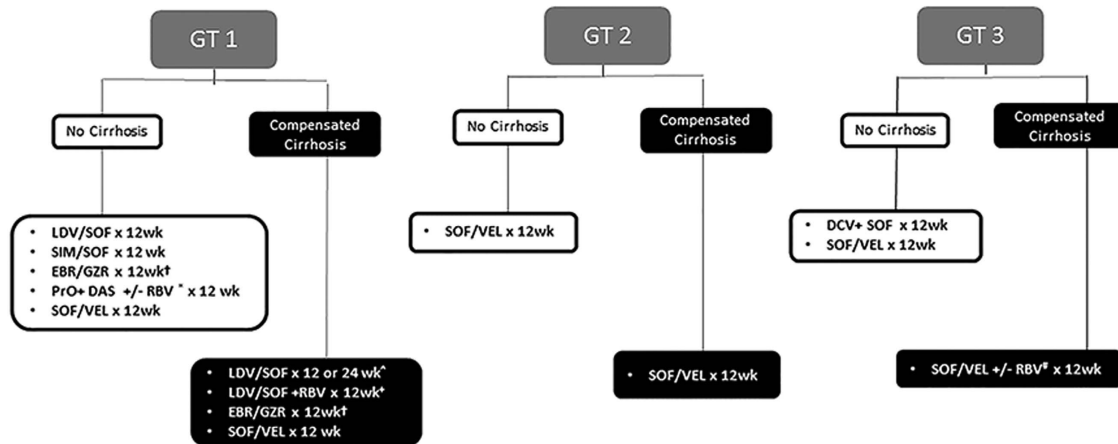 GT 1
No Cirrhosis
Compensated
Cirrhosis
• LDV/SOF x 12wk
• SIM/SOF x 12 wk
• EBR/GZR x 12wk†
• PrO+ DAS +/- RBV * x 12 wk
• SOF/VEL x 12wk
• LDV/SOF x 12 or 24 wk^
• LDV/SOF +RBV x 12wk+
• EBR/GZR x 12wk†
• SOF/VEL x 12 wk
GT 2
No Cirrhosis
Compensated
Cirrhosis
• SOF/VEL x 12wk
• SOF/VEL x 12wk
GT 3
No Cirrhosis
Compensated
Cirrhosis
• DCV+ SOF x 12wk
• SOF/VEL x 12wk
• SOF/VEL +/- RBV# x 12wk